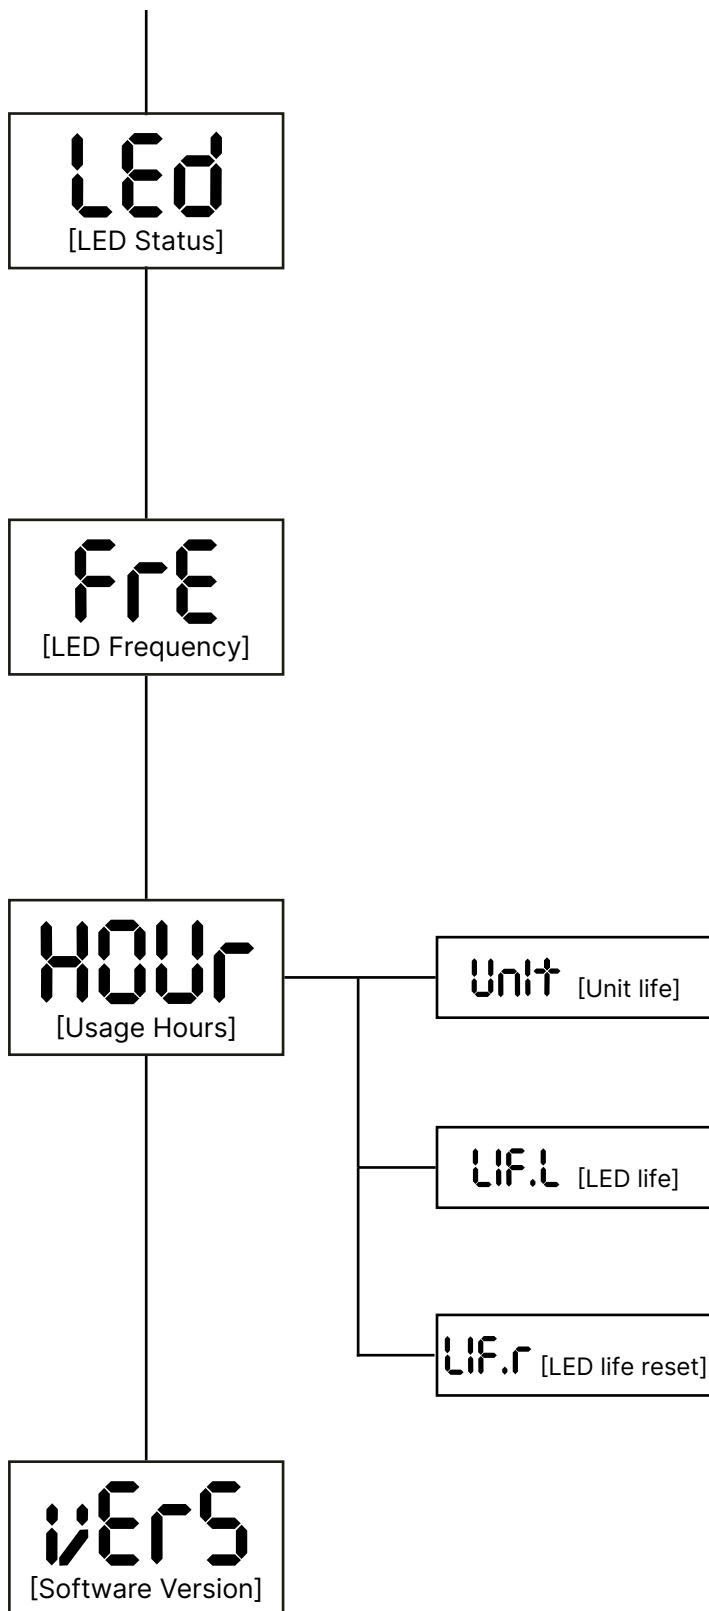 LEd
[LED Status]
FrE
[LED Frequency]
HOUr
[Usage Hours]
UnIt [Unit life]
LIF.L [LED life]
LIF.r [LED life reset]
vErS
[Software Version]